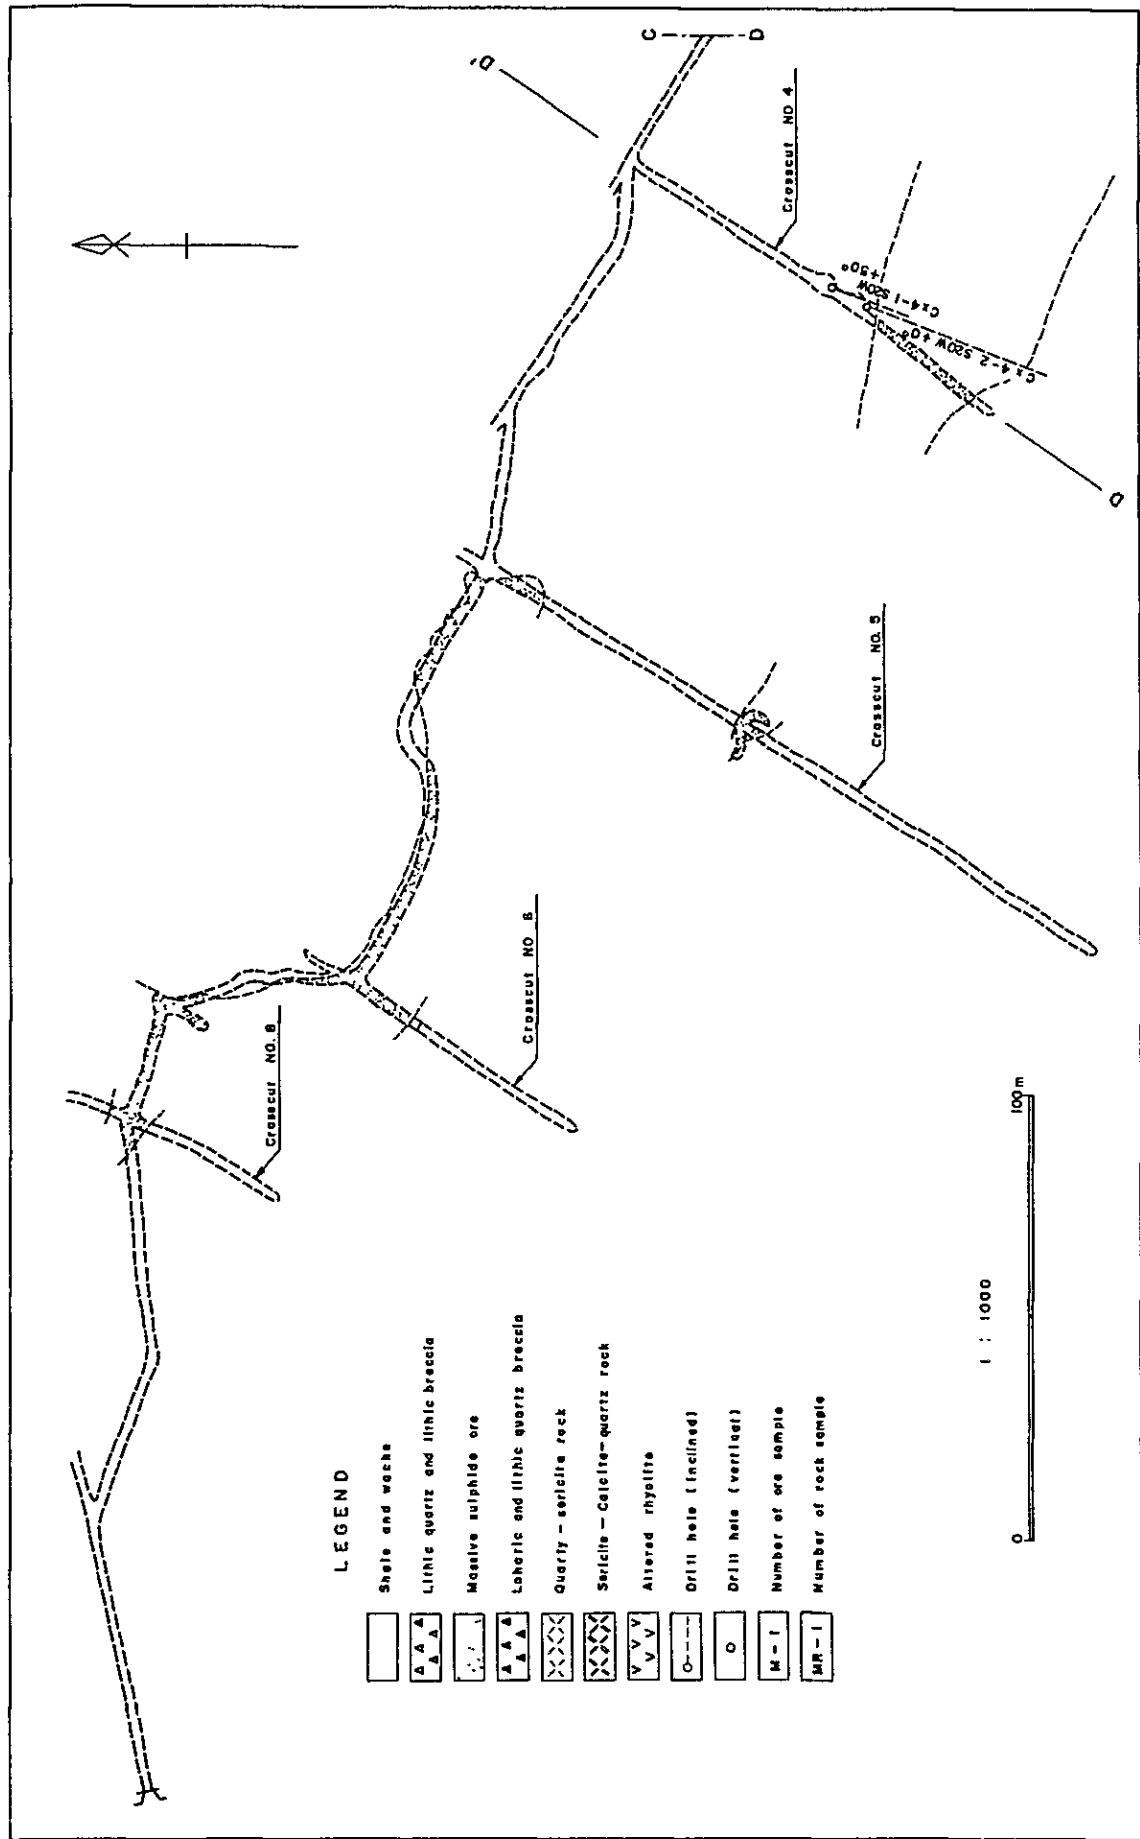 C
D
D'
Crosscut NO 4
Cx4-1 S20W
+50°
Cx4-2 S20W +0°
D
Crosscut NO. 5
Crosscut NO 6
Crosscut NO. 8
LEGEND
Shale and wacke
Lithic quartz and lithic breccia
Massive sulphide ore
Laharic and lithic quartz breccia
Quarty-sericite rock
Sericite-Calcite-quartz rock
Altered rhyolite
Drill hole (inclined)
Drill hole (vertical)
M-1 Number of ore sample
MR-1 Number of rock sample
1 : 1000
0 100m